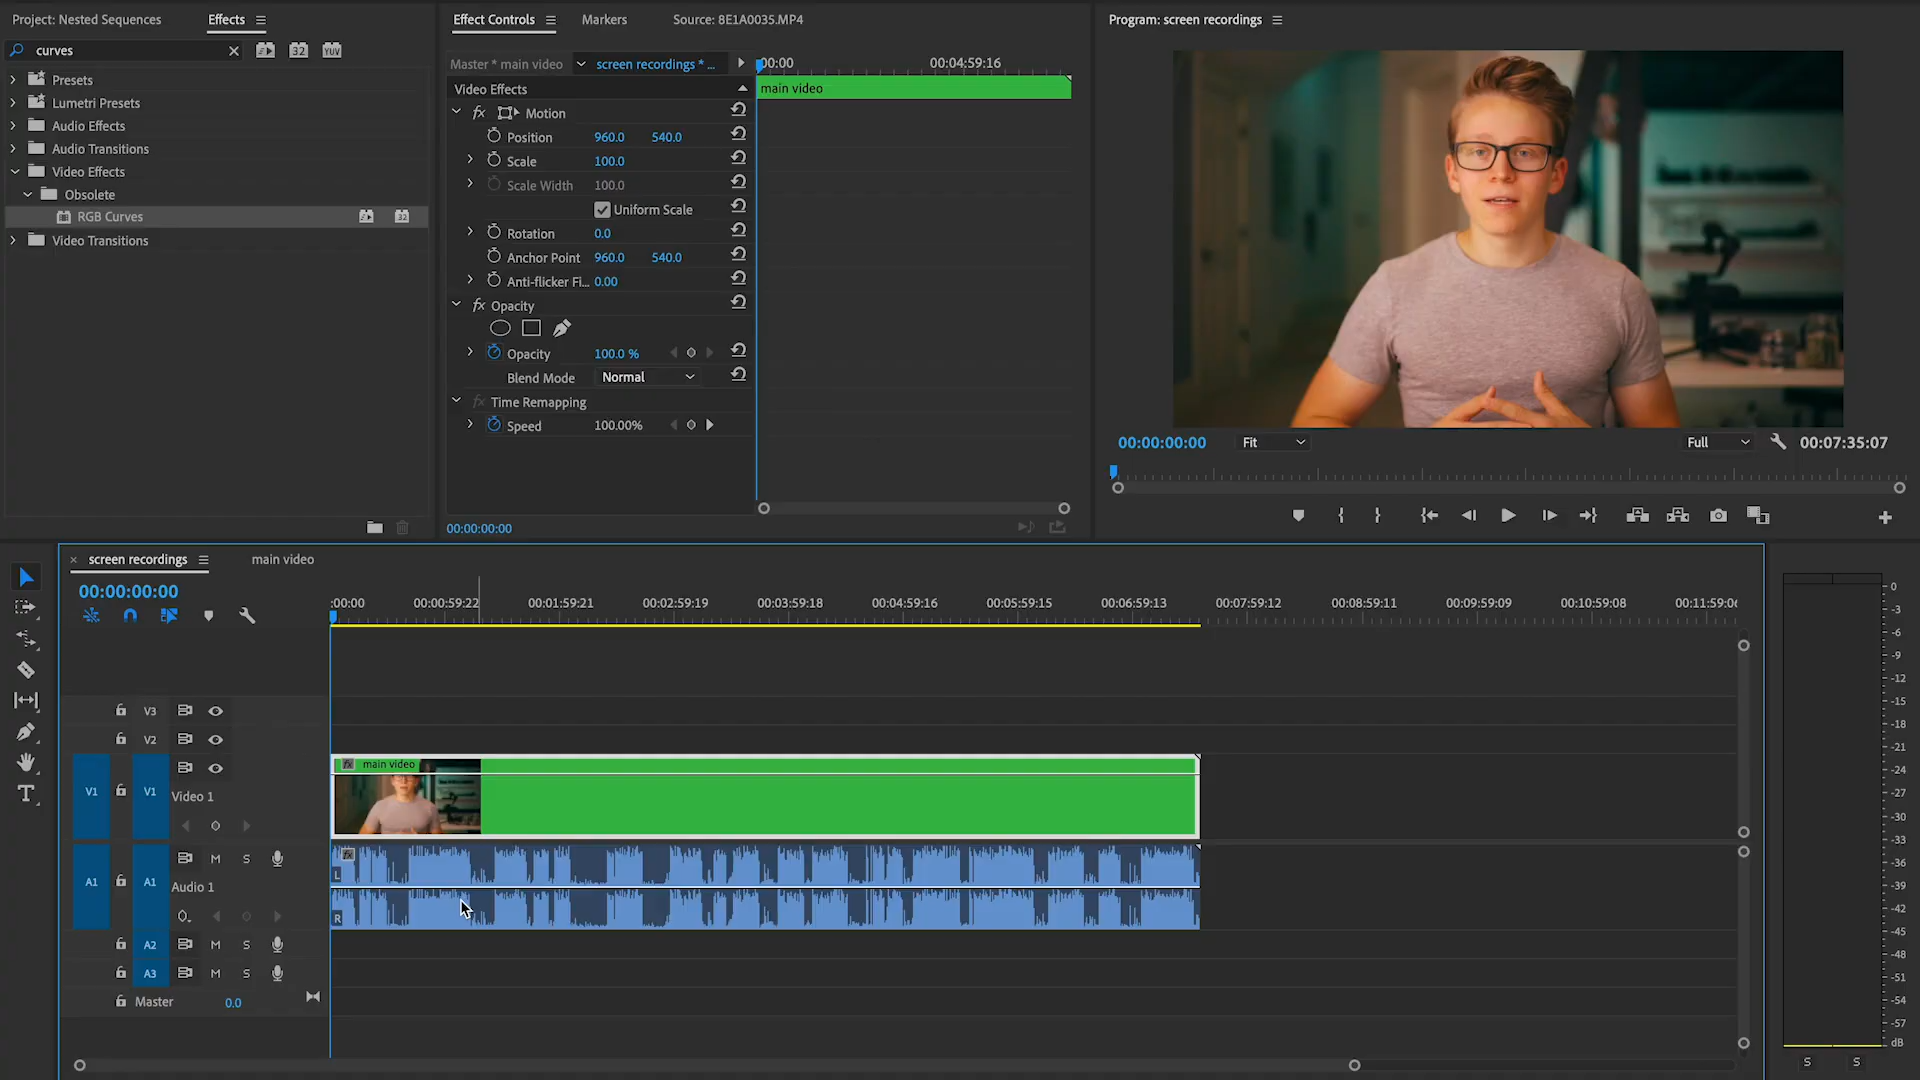 Project: Nested Sequences
Effects
Effect Controls
Markers
Source: 8E1A0035.MP4
Program: screen recordings
curves
32
YUV
Presets
Lumetri Presets
Audio Effects
Audio Transitions
Video Effects
Obsolete
RGB Curves
32
Video Transitions
Master * main video
screen recordings * ...
:00:00
00:04:59:16
Video Effects
main video
fx Motion
Position 960.0 540.0
Scale 100.0
Scale Width 100.0
Uniform Scale
Rotation 0.0
Anchor Point 960.0 540.0
Anti-flicker Fi... 0.00
fx Opacity
Opacity 100.0 %
Blend Mode Normal
fx Time Remapping
Speed 100.00%
00:00:00:00
00:00:00:00
Fit
Full
00:07:35:07
screen recordings
main video
00:00:00:00
:00:00 00:00:59:22 00:01:59:21 00:02:59:19 00:03:59:18 00:04:59:16 00:05:59:15 00:06:59:13 00:07:59:12 00:08:59:11 00:09:59:09 00:10:59:08 00:11:59:06
V3
V2
V1 V1 Video 1
fx main video
A1 A1 M S Audio 1
fx
L
R
A2 M S
A3 M S
Master 0.0
0
-3
-6
-9
-12
-15
-18
-21
-24
-27
-30
-33
-36
-39
-42
-45
-48
-51
-54
-57
dB
S S